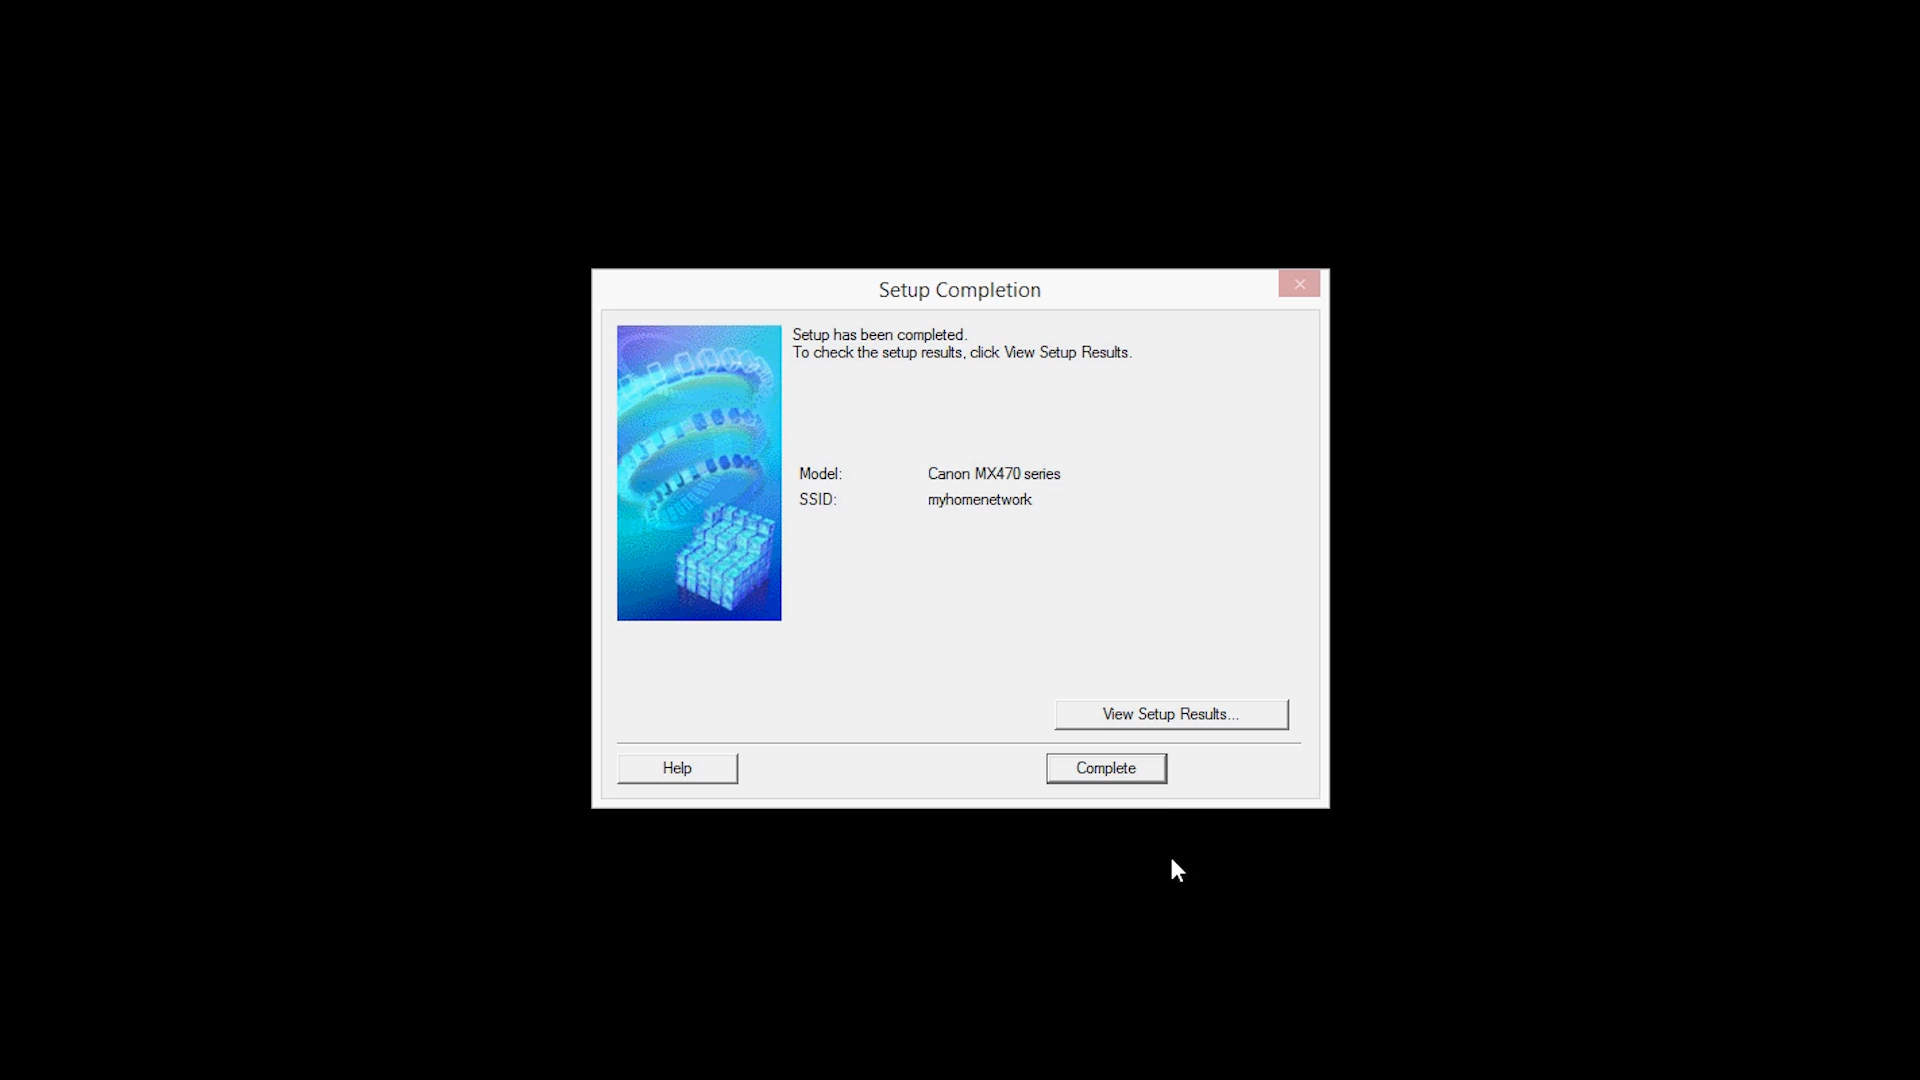 Setup Completion
Setup has been completed.
To check the setup results, click View Setup Results.
Model: Canon MX470 series
SSID: myhomenetwork
View Setup Results...
Help Complete